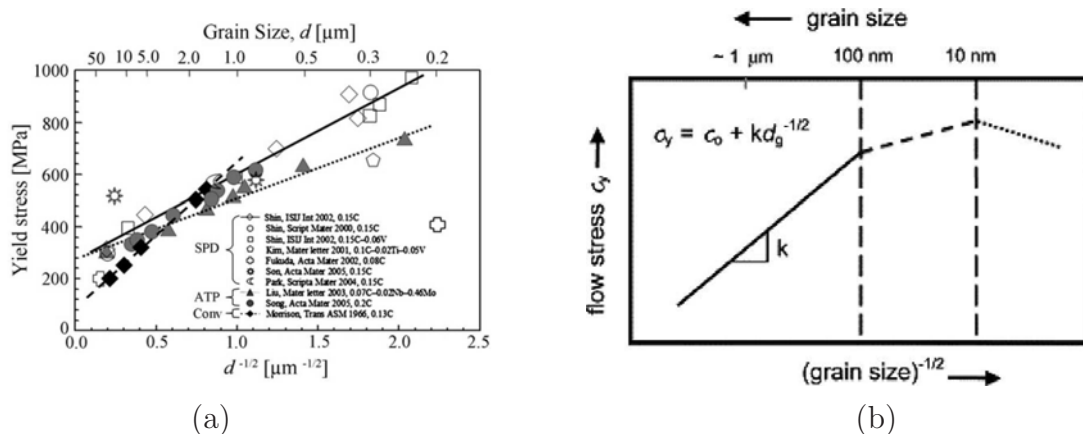 Grain Size, d [μm]
50 10 5.0 2.0 1.0 0.5 0.3 0.2
1000
800
600
400
200
0
Yield stress [MPa]
SPD
Shin, ISIJ Int 2002, 0.15C
Shin, Script Mater 2000, 0.15C
Shin, ISIJ Int 2002, 0.15C–0.06V
Kim, Mater letter 2001, 0.1C–0.02Ti–0.05V
Fukuda, Acta Mater 2002, 0.08C
Son, Acta Mater 2005, 0.15C
Park, Scripta Mater 2004, 0.15C
ATP
Liu, Mater letter 2003, 0.07C–0.02Nb–0.46Mo
Song, Acta Mater 2005, 0.2C
Conv
Morrison, Trans ASM 1966, 0.13C
0.0 0.5 1.0 1.5 2.0 2.5
d -1/2 [μm -1/2]
(a)
grain size
~ 1 μm 100 nm 10 nm
σy = σo + kdg-1/2
k
flow stress σy
(grain size)-1/2
(b)